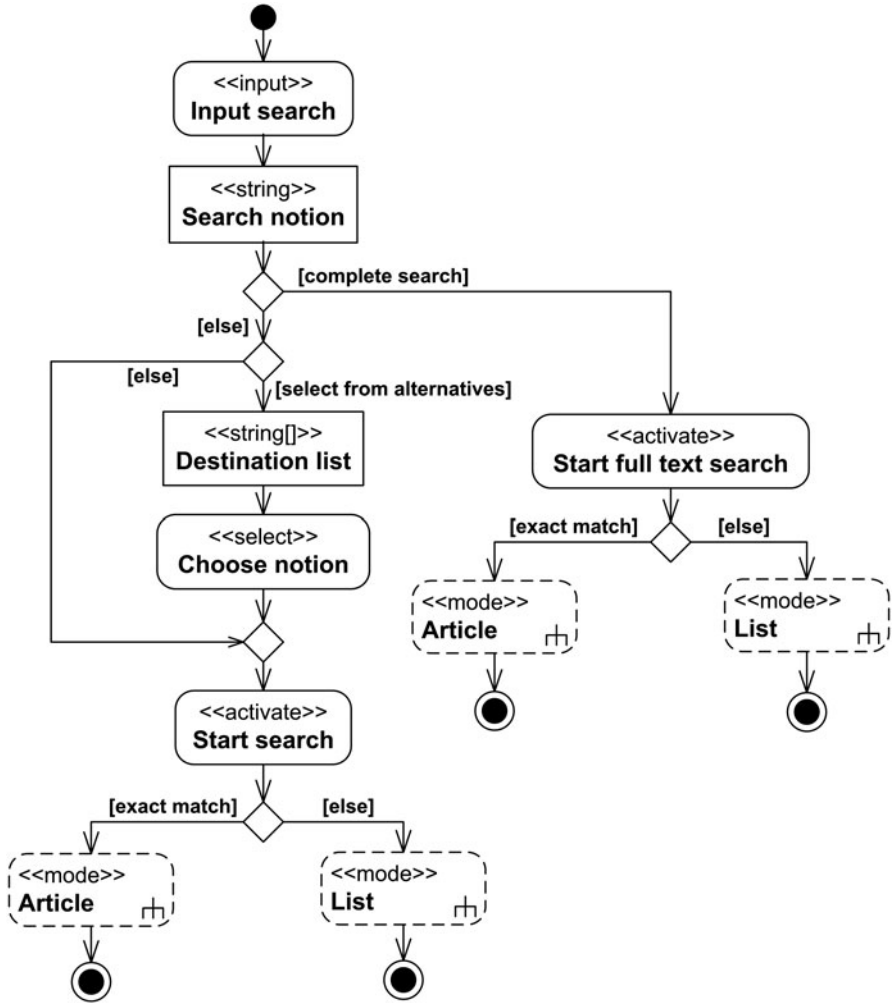 <<input>>
Input search
<<string>>
Search notion
[complete search]
[else]
[else]
[select from alternatives]
<<string[]>>
Destination list
<<activate>>
Start full text search
<<select>>
Choose notion
[exact match]
[else]
<<mode>>
Article
<<mode>>
List
<<activate>>
Start search
[exact match]
[else]
<<mode>>
Article
<<mode>>
List